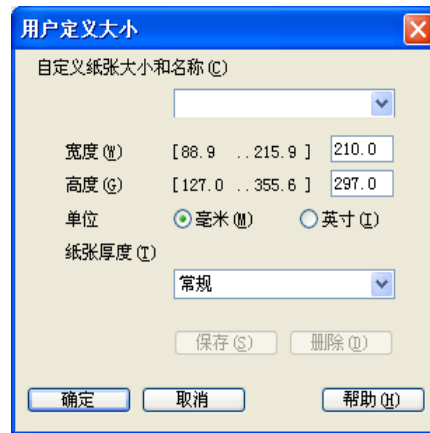 用户定义大小
自定义纸张大小和名称(C)
宽度(W) [88.9 ..215.9 ] 210.0
高度(G) [127.0 ..355.6 ] 297.0
单位 毫米(M) 英寸(I)
纸张厚度(T)
常规
保存(S) 删除(D)
确定 取消 帮助(H)